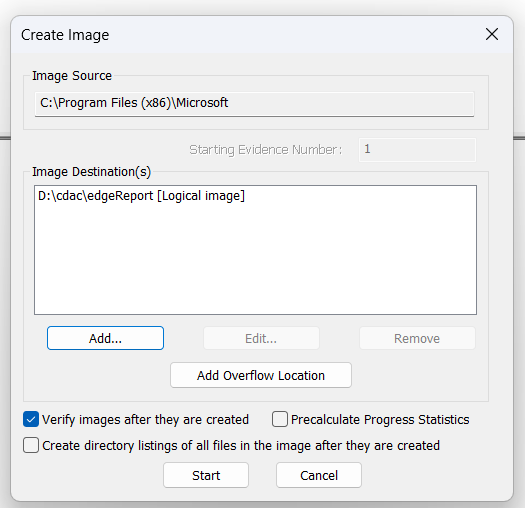 Create Image
Image Source
C:\Program Files (x86)\Microsoft
Starting Evidence Number: 1
Image Destination(s)
D:\cdac\edgeReport [Logical image]
Add... Edit... Remove
Add Overflow Location
Verify images after they are created Precalculate Progress Statistics
Create directory listings of all files in the image after they are created
Start Cancel